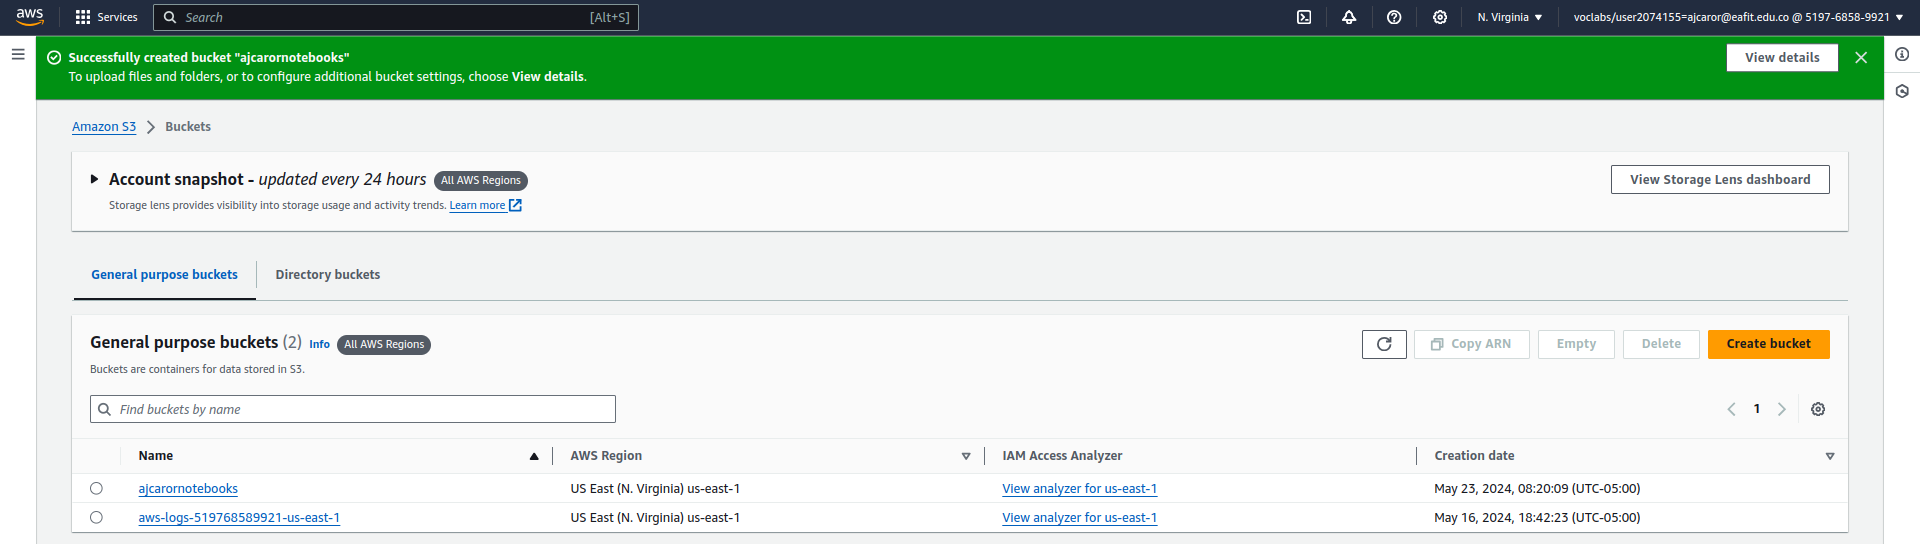 aws Services Search [Alt+S] N. Virginia voclabs/user2074155=ajcaror@eafit.edu.co @ 5197-6858-9921
Successfully created bucket "ajcarornotebooks"
To upload files and folders, or to configure additional bucket settings, choose View details.
View details
Amazon S3 Buckets
Account snapshot - updated every 24 hours All AWS Regions
Storage lens provides visibility into storage usage and activity trends. Learn more
View Storage Lens dashboard
General purpose buckets Directory buckets
General purpose buckets (2) Info All AWS Regions
Buckets are containers for data stored in S3.
Copy ARN Empty Delete Create bucket
Find buckets by name
1
Name AWS Region IAM Access Analyzer Creation date
ajcarornotebooks US East (N. Virginia) us-east-1 View analyzer for us-east-1 May 23, 2024, 08:20:09 (UTC-05:00)
aws-logs-519768589921-us-east-1 US East (N. Virginia) us-east-1 View analyzer for us-east-1 May 16, 2024, 18:42:23 (UTC-05:00)